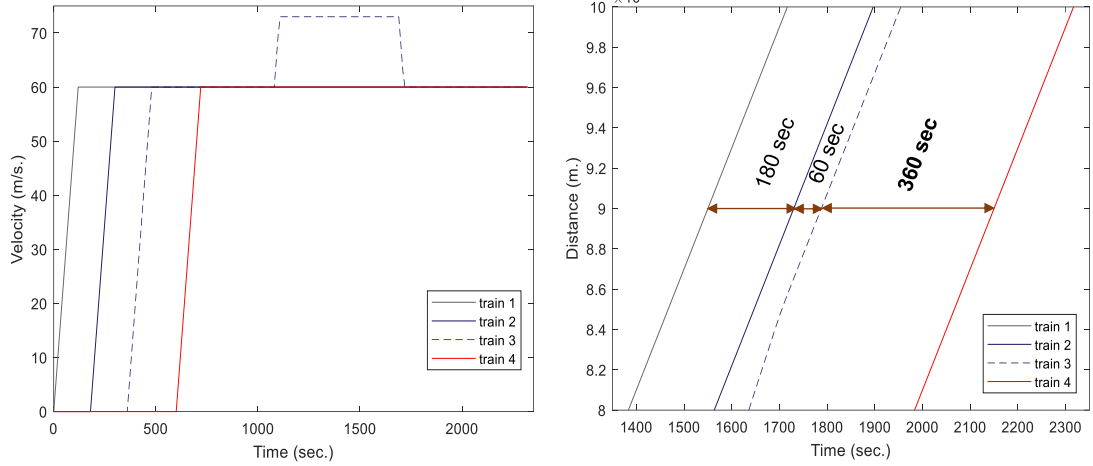 70
60
50
40
30
20
10
0
Velocity (m/s.)
0 500 1000 1500 2000
Time (sec.)
train 1
train 2
train 3
train 4
10
9.8
9.6
9.4
9.2
9
8.8
8.6
8.4
8.2
8
Distance (m.)
180 sec
60 sec
360 sec
1400 1500 1600 1700 1800 1900 2000 2100 2200 2300
Time (sec.)
train 1
train 2
train 3
train 4